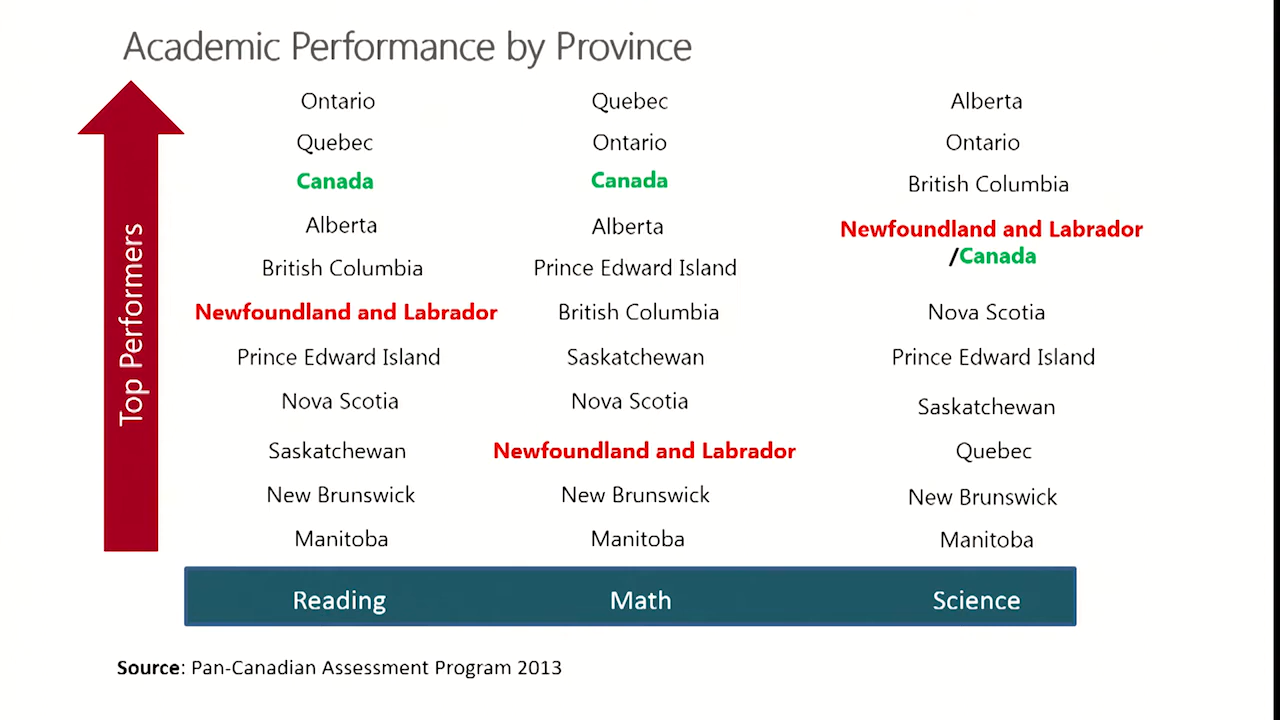 Academic Performance by Province
Top Performers
Ontario
Quebec
Canada
Alberta
British Columbia
Newfoundland and Labrador
Prince Edward Island
Nova Scotia
Saskatchewan
New Brunswick
Manitoba
Reading
Quebec
Ontario
Canada
Alberta
Prince Edward Island
British Columbia
Saskatchewan
Nova Scotia
Newfoundland and Labrador
New Brunswick
Manitoba
Math
Alberta
Ontario
British Columbia
Newfoundland and Labrador
/Canada
Nova Scotia
Prince Edward Island
Saskatchewan
Quebec
New Brunswick
Manitoba
Science
Source: Pan-Canadian Assessment Program 2013